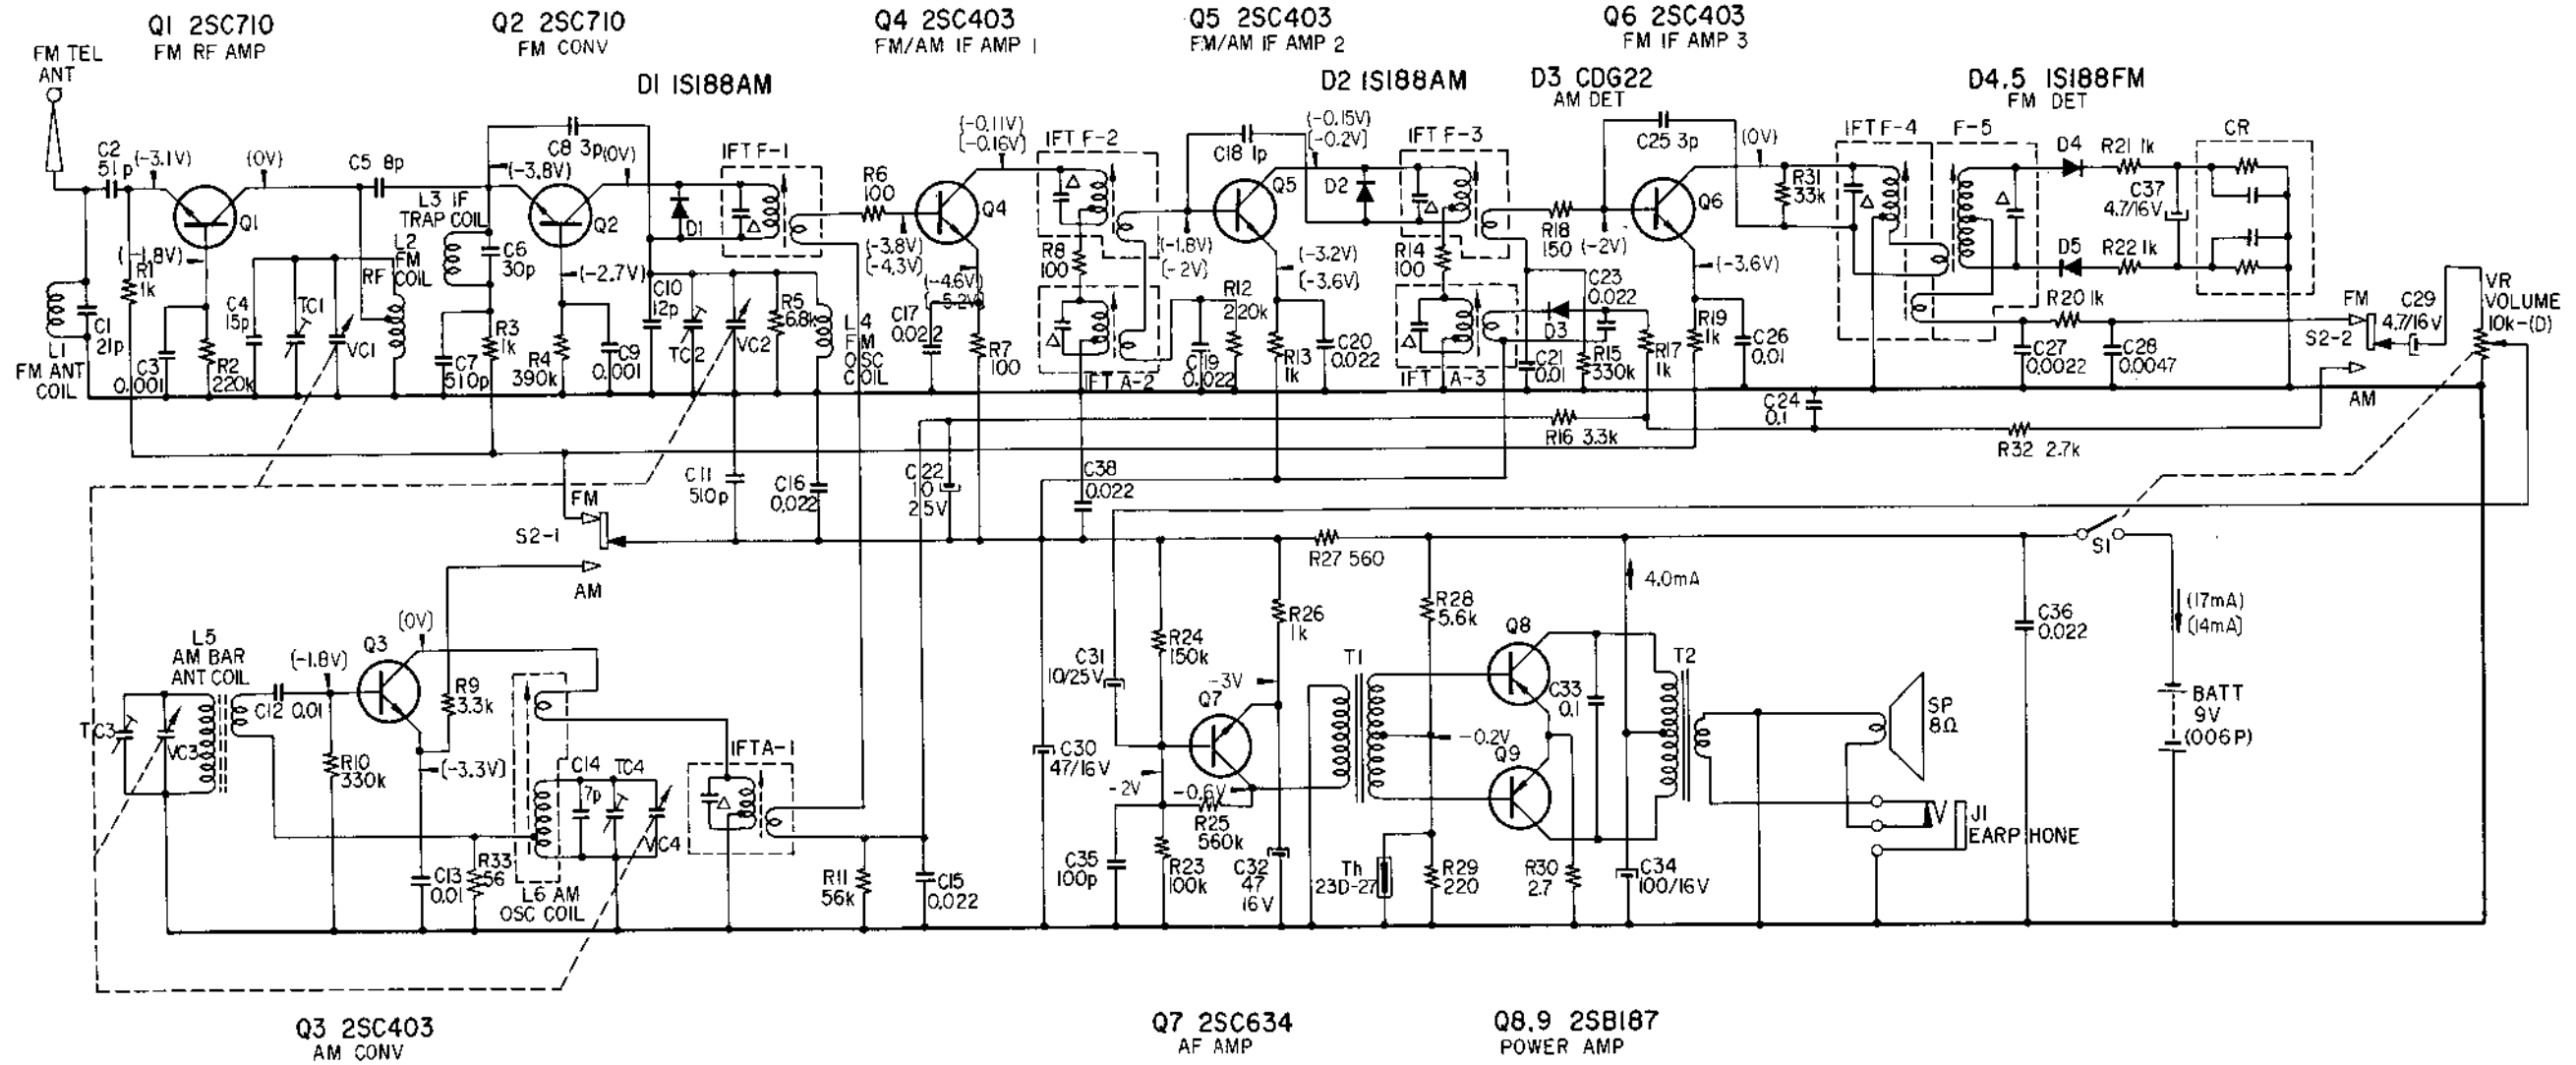 Q1 2SC710
FM RF AMP
Q2 2SC710
FM CONV
Q4 2SC403
FM/AM IF AMP 1
Q5 2SC403
FM/AM IF AMP 2
Q6 2SC403
FM IF AMP 3
FM TEL
ANT
D1 IS188AM
D2 IS188AM
D3 CDG22
AM DET
D4,5 IS188FM
FM DET
C2
51p
(-3.1V)
(0V)
C5 8p
(-3.8V)
C8 3p
(0V)
IFT F-1
R6
100
(-0.11V)
(-0.16V)
IFT F-2
C18 1p
(-0.15V)
(-0.2V)
IFT F-3
C25 3p
(0V)
IFT F-4
F-5
D4
R21 1k
CR
Q1
L3 IF
TRAP COIL
Q2
D1
Q4
Q5
D2
Q6
R31
33k
C37
4.7/16V
(-1.8V)
R1
1k
L2
FM
COIL
RF
C6
30p
(-2.7V)
(-3.8V)
(-4.3V)
R8
100
(-1.8V)
(-2V)
(-3.2V)
(-3.6V)
R14
100
R18
150
(-2V)
(-3.6V)
D5
R22 1k
L1
FM ANT
COIL
C1
21p
C3
0.001
R2
220k
C4
15p
TC1
VC1
C7
510p
R3
1k
R4
390k
C9
0.001
C10
12p
TC2
VC2
R5
6.8k
L4
FM
OSC
COIL
(-4.6V)
(-5.2V)
C17
0.022
R7
100
IFT A-2
C19
0.022
R12
220k
R13
1k
C20
0.022
IFT A-3
D3
C23
0.022
C21
0.01
R15
330k
R17
1k
R19
1k
C26
0.01
R20 1k
C27
0.0022
C28
0.0047
FM
S2-2
AM
C29
4.7/16V
VR
VOLUME
10k-(D)
R16 3.3k
C24
0.1
R32 2.7k
C11
510p
C16
0.022
C22
10
25V
C38
0.022
FM
S2-1
AM
R27 560
S1
4.0mA
(17mA)
(14mA)
C36
0.022
BATT
9V
(006P)
L5
AM BAR
ANT COIL
(-1.8V)
Q3
(0V)
R9
3.3k
TC3
VC3
C12 0.01
R10
330k
(-3.3V)
C13
0.01
R33
56
L6 AM
OSC COIL
C14
7p
TC4
VC4
IFTA-1
R11
56k
C15
0.022
C30
47/16V
C31
10/25V
R24
150k
R26
1k
-3V
Q7
-2V
-0.6V
R25
560k
C35
100p
R23
100k
C32
47
16V
T1
R28
5.6k
-0.2V
Th
23D-27
R29
220
Q8
Q9
C33
0.1
R30
2.7
C34
100/16V
T2
SP
8Ω
J1
EARPHONE
Q3 2SC403
AM CONV
Q7 2SC634
AF AMP
Q8,9 2SB187
POWER AMP